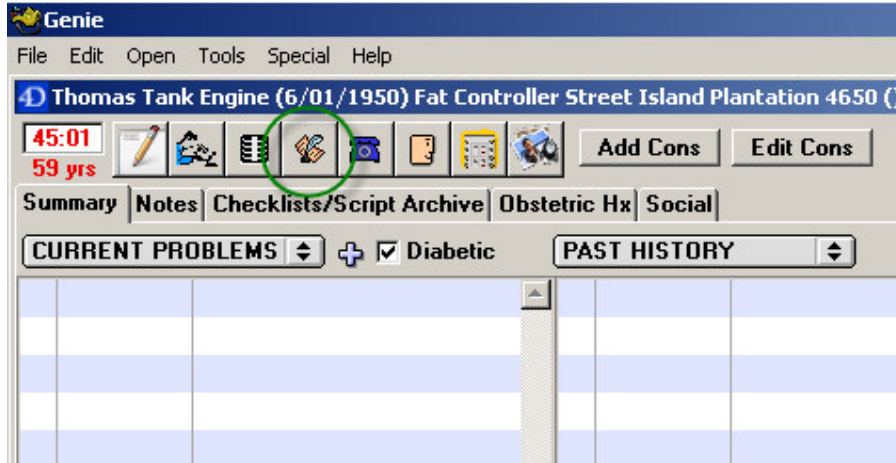 Genie
File Edit Open Tools Special Help
4D Thomas Tank Engine (6/01/1950) Fat Controller Street Island Plantation 4650 (
45:01 Add Cons Edit Cons
59 yrs
Summary Notes Checklists/Script Archive Obstetric Hx Social
CURRENT PROBLEMS Diabetic PAST HISTORY